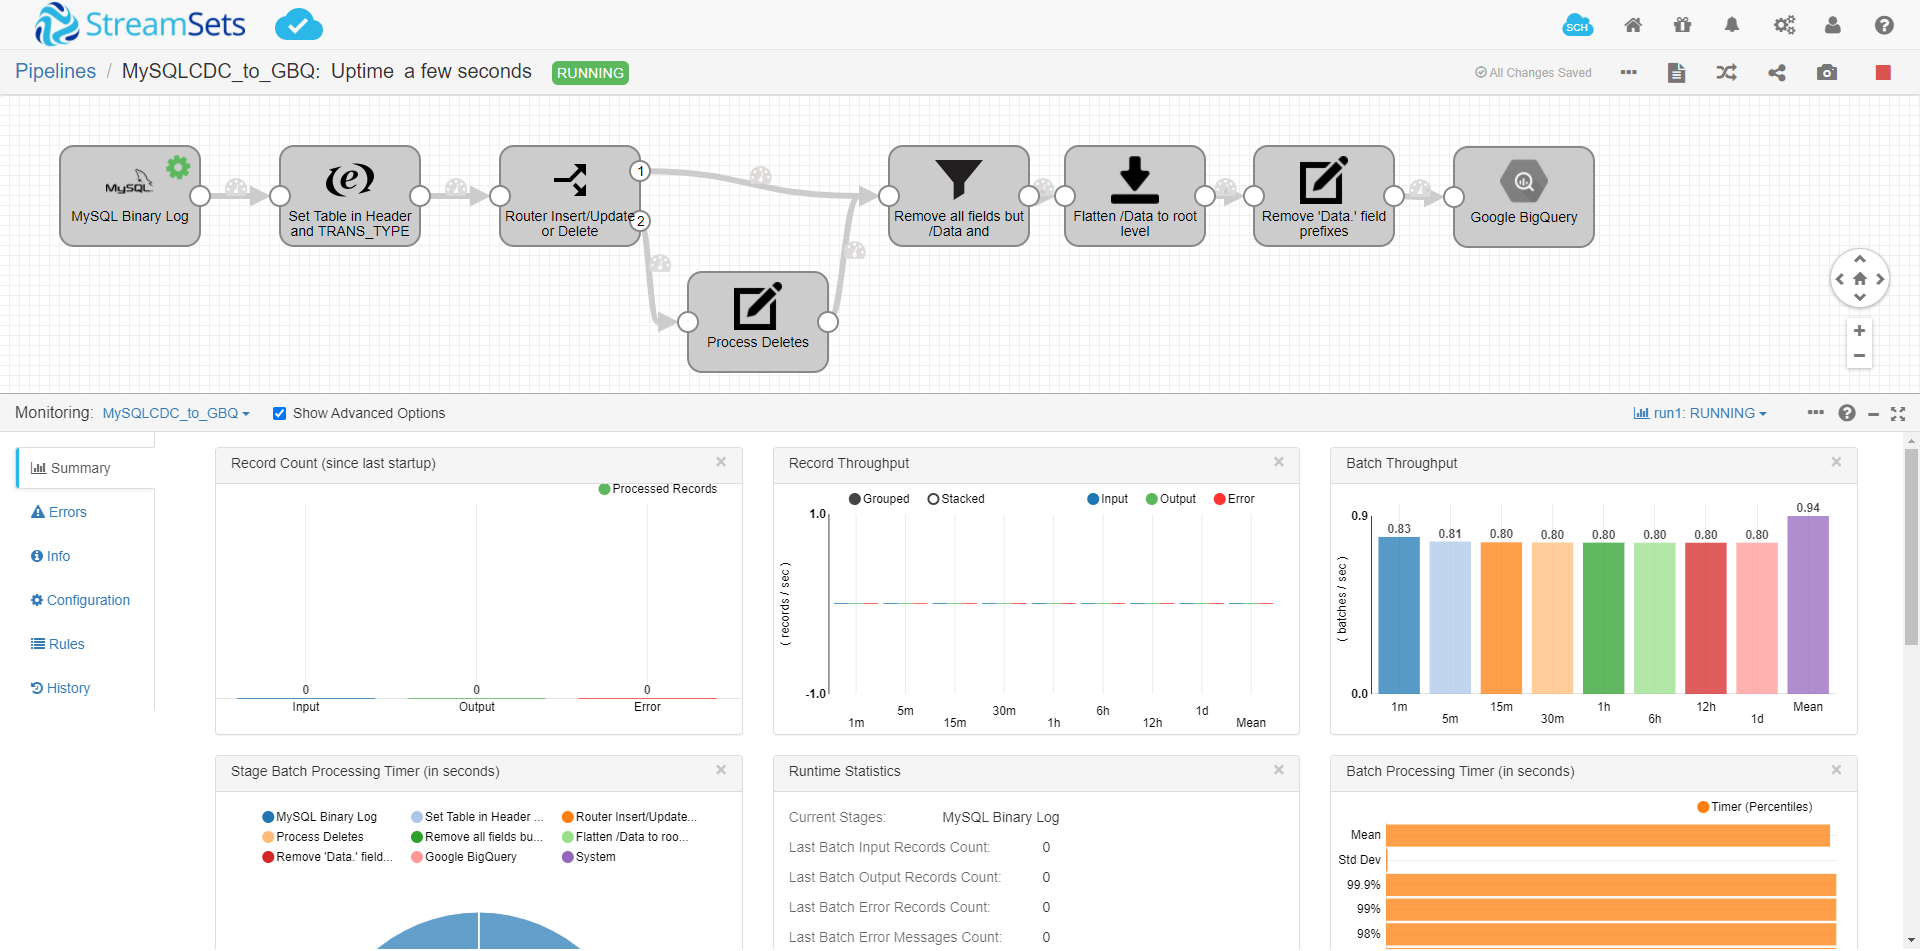 StreamSets
SCH
Pipelines / MySQLCDC_to_GBQ: Uptime a few seconds RUNNING
All Changes Saved
MySQL
MySQL Binary Log
Set Table in Header
and TRANS_TYPE
Router Insert/Update
or Delete
1
2
Process Deletes
Remove all fields but
/Data and
Flatten /Data to root
level
Remove 'Data.' field
prefixes
Google BigQuery
Monitoring: MySQLCDC_to_GBQ Show Advanced Options
run1: RUNNING
Summary
Errors
Info
Configuration
Rules
History
Record Count (since last startup)
Processed Records
0 0 0
Input Output Error
Record Throughput
Grouped Stacked Input Output Error
1.0
( records / sec )
-1.0
1m 5m 15m 30m 1h 6h 12h 1d Mean
Batch Throughput
0.9
( batches / sec )
0.0
0.83 0.81 0.80 0.80 0.80 0.80 0.80 0.80 0.94
1m 5m 15m 30m 1h 6h 12h 1d Mean
Stage Batch Processing Timer (in seconds)
MySQL Binary Log Set Table in Header ... Router Insert/Update...
Process Deletes Remove all fields bu... Flatten /Data to roo...
Remove 'Data.' field... Google BigQuery System
Runtime Statistics
Current Stages: MySQL Binary Log
Last Batch Input Records Count: 0
Last Batch Output Records Count: 0
Last Batch Error Records Count: 0
Last Batch Error Messages Count: 0
Batch Processing Timer (in seconds)
Timer (Percentiles)
Mean
Std Dev
99.9%
99%
98%